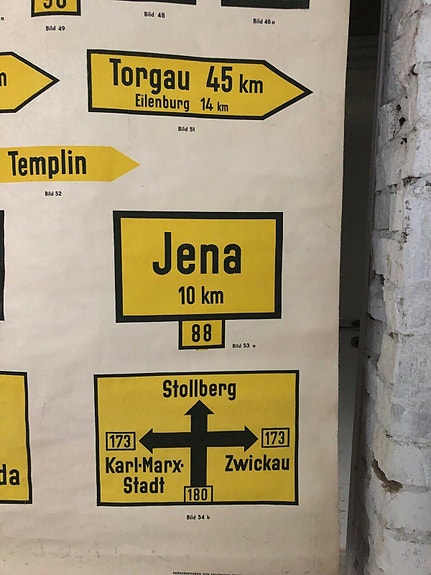 Bild 49
Bild 48
Bild 48 a
Torgau 45 km
Eilenburg 14 km
Bild 51
Templin
Bild 52
Jena
10 km
88
Bild 53 a
Stollberg
173
173
Karl-Marx-
Stadt
Zwickau
180
da
Bild 54 b